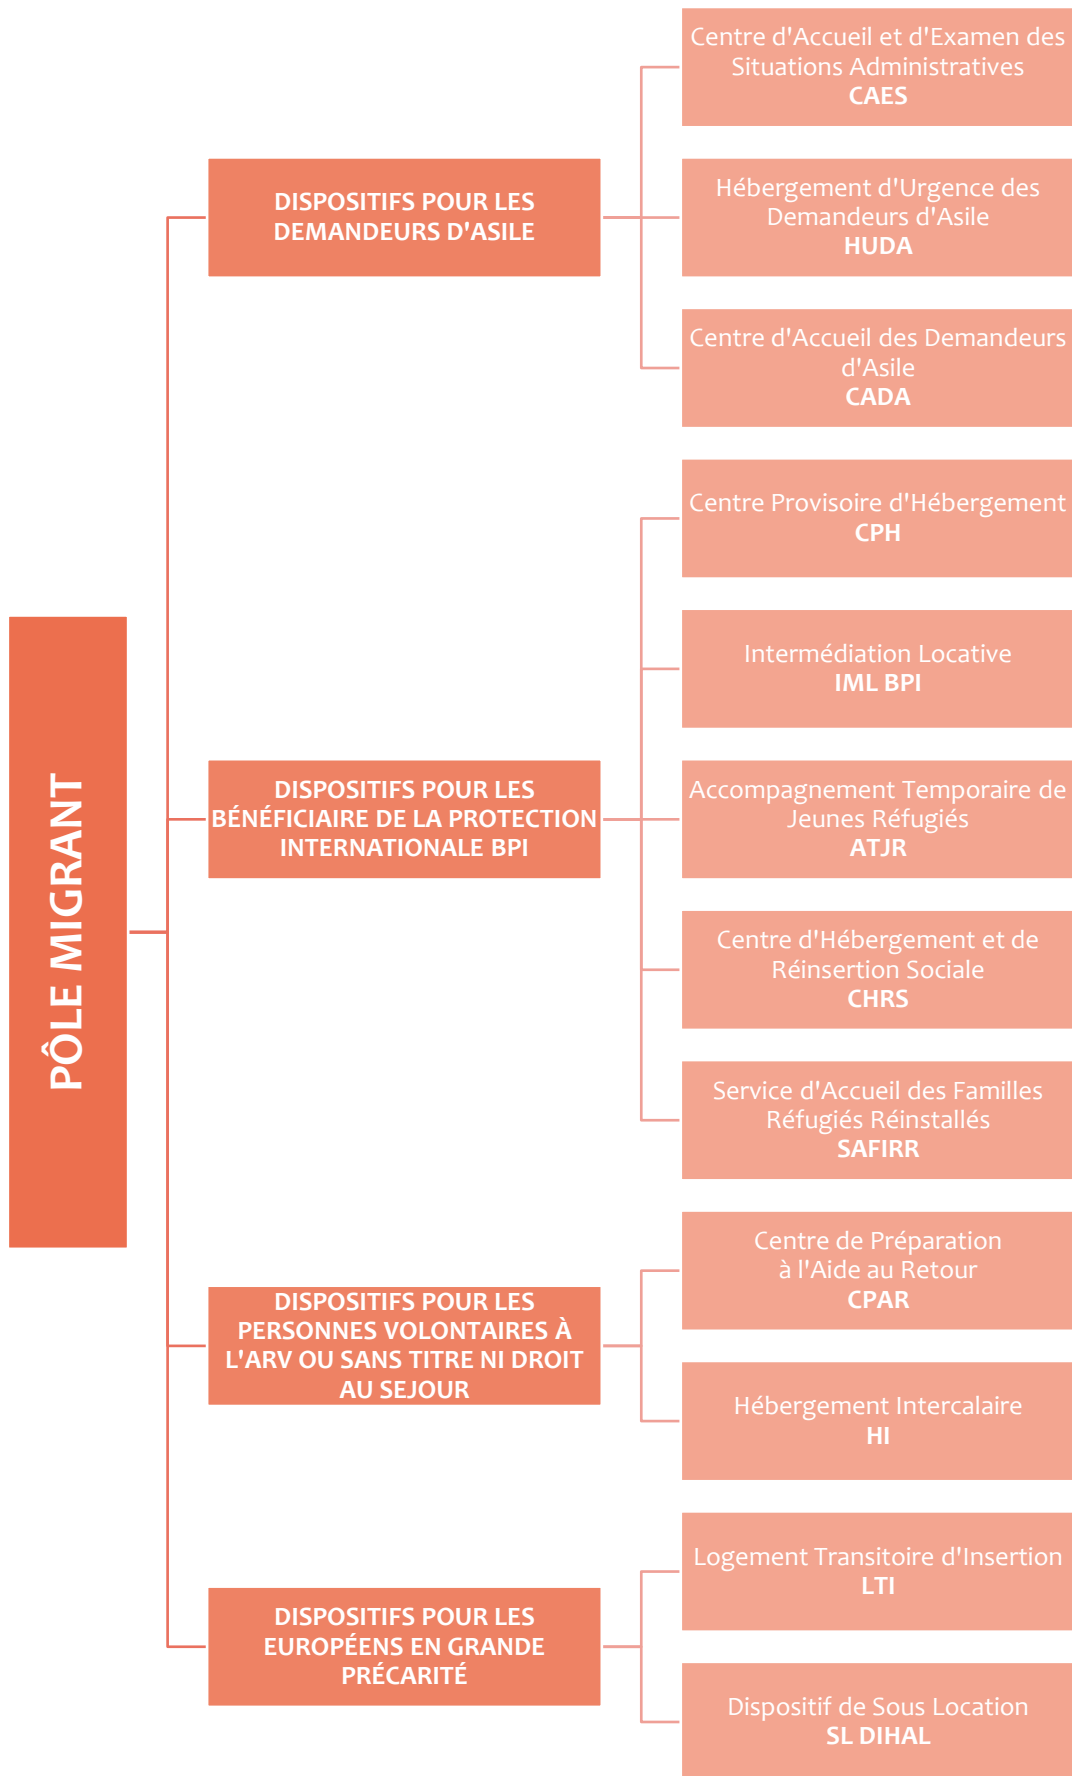 PÔLE MIGRANT
DISPOSITIFS POUR LES
DEMANDEURS D'ASILE
Centre d'Accueil et d'Examen des
Situations Administratives
CAES
Hébergement d'Urgence des
Demandeurs d'Asile
HUDA
Centre d'Accueil des Demandeurs
d'Asile
CADA
DISPOSITIFS POUR LES
BÉNÉFICIAIRE DE LA PROTECTION
INTERNATIONALE BPI
Centre Provisoire d'Hébergement
CPH
Intermédiation Locative
IML BPI
Accompagnement Temporaire de
Jeunes Réfugiés
ATJR
Centre d'Hébergement et de
Réinsertion Sociale
CHRS
Service d'Accueil des Familles
Réfugiés Réinstallés
SAFIRR
DISPOSITIFS POUR LES
PERSONNES VOLONTAIRES À
L'ARV OU SANS TITRE NI DROIT
AU SEJOUR
Centre de Préparation
à l'Aide au Retour
CPAR
Hébergement Intercalaire
HI
DISPOSITIFS POUR LES
EUROPÉENS EN GRANDE
PRÉCARITÉ
Logement Transitoire d'Insertion
LTI
Dispositif de Sous Location
SL DIHAL